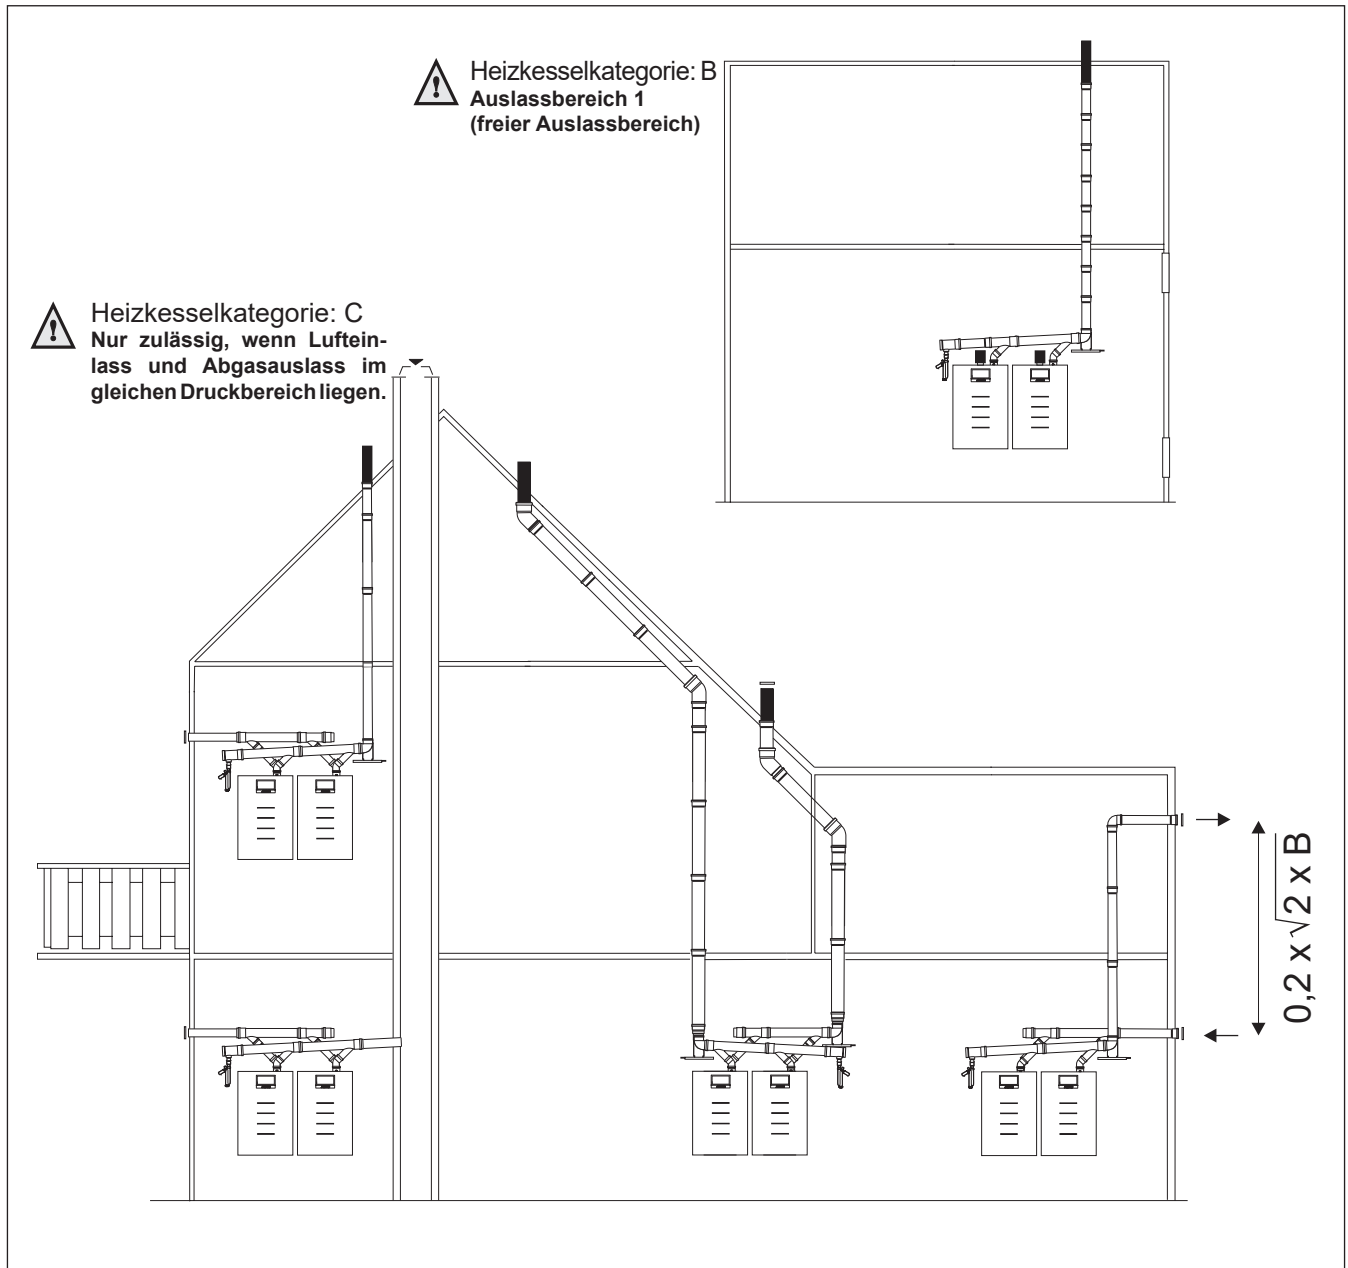 Heizkesselkategorie: B
Auslassbereich 1
(freier Auslassbereich)
Heizkesselkategorie: C
Nur zulässig, wenn Luftein-
lass und Abgasauslass im
gleichen Druckbereich liegen.
0,2 x √2 x B